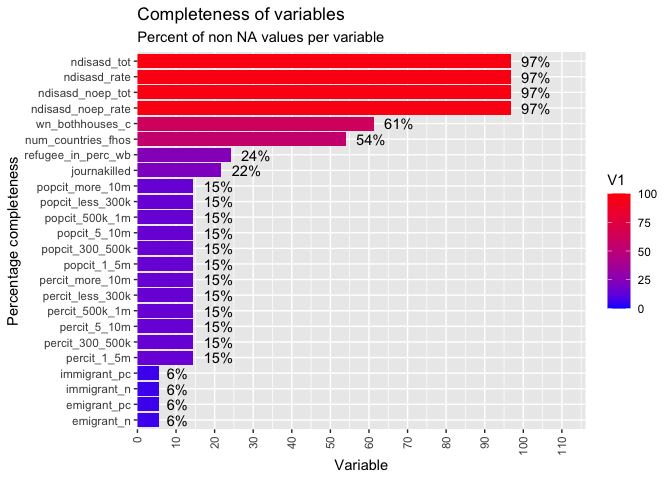 Completeness of variables
Percent of non NA values per variable
Percentage completeness
ndisasd_tot 97%
ndisasd_rate 97%
ndisasd_noep_tot 97%
ndisasd_noep_rate 97%
wn_bothhouses_c 61%
num_countries_fhos 54%
refugee_in_perc_wb 24%
journakilled 22%
popcit_more_10m 15%
popcit_less_300k 15%
popcit_500k_1m 15%
popcit_5_10m 15%
popcit_300_500k 15%
popcit_1_5m 15%
percit_more_10m 15%
percit_less_300k 15%
percit_500k_1m 15%
percit_5_10m 15%
percit_300_500k 15%
percit_1_5m 15%
immigrant_pc 6%
immigrant_n 6%
emigrant_pc 6%
emigrant_n 6%
0 10 20 30 40 50 60 70 80 90 100 110
Variable
V1
100
75
50
25
0